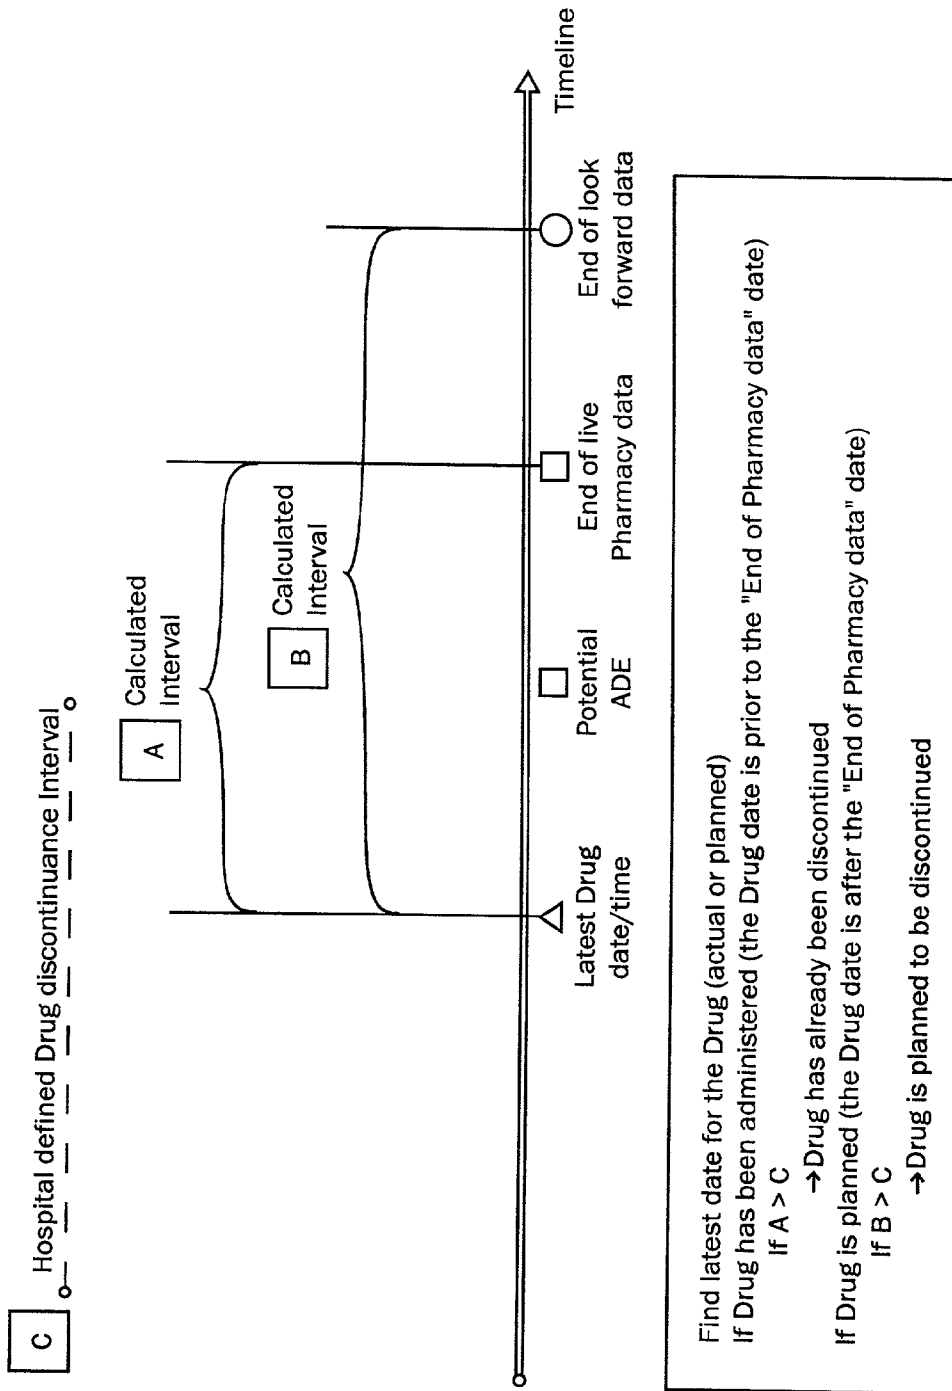 C
Hospital defined Drug discontinuance Interval
A
Calculated
Interval
B
Calculated
Interval
Latest Drug
date/time
Potential
ADE
End of live
Pharmacy data
End of look
forward data
Timeline
Find latest date for the Drug (actual or planned)
If Drug has been administered (the Drug date is prior to the "End of Pharmacy data" date)
If A > C
→Drug has already been discontinued
If Drug is planned (the Drug date is after the "End of Pharmacy data" date)
If B > C
→Drug is planned to be discontinued